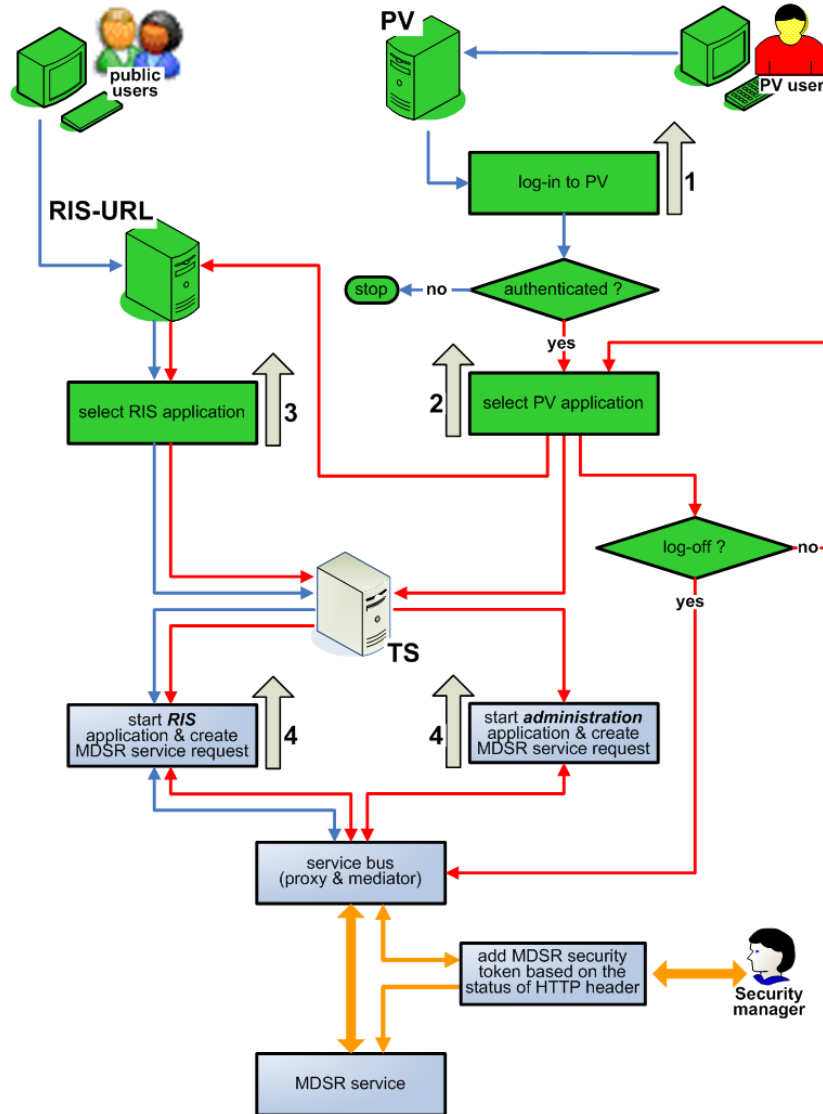 PV
public
users
PV user
log-in to PV
1
RIS-URL
authenticated ?
no
stop
yes
select RIS application
3
2
select PV application
log-off ?
no
yes
TS
start RIS
application & create
MDSR service request
4
4
start administration
application & create
MDSR service request
service bus
(proxy & mediator)
add MDSR security
token based on the
status of HTTP header
Security
manager
MDSR service